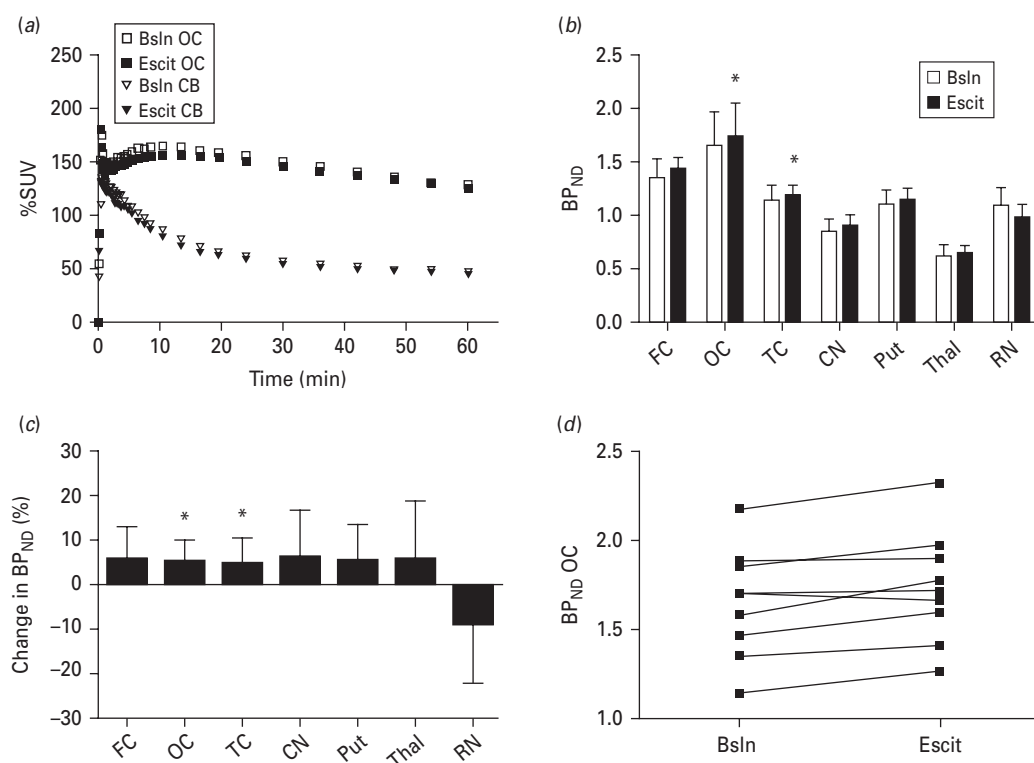 (a)
Bsln OC
Escit OC
Bsln CB
Escit CB
250
200
150
100
50
0
%SUV
0 10 20 30 40 50 60
Time (min)
(b)
Bsln
Escit
2.5
2.0
1.5
1.0
0.5
0.0
BPND
* *
FC OC TC CN Put Thal RN
(c)
30
20
10
0
–10
–20
–30
Change in BPND (%)
* *
FC OC TC CN Put Thal RN
(d)
2.5
2.0
1.5
1.0
BPND OC
Bsln Escit